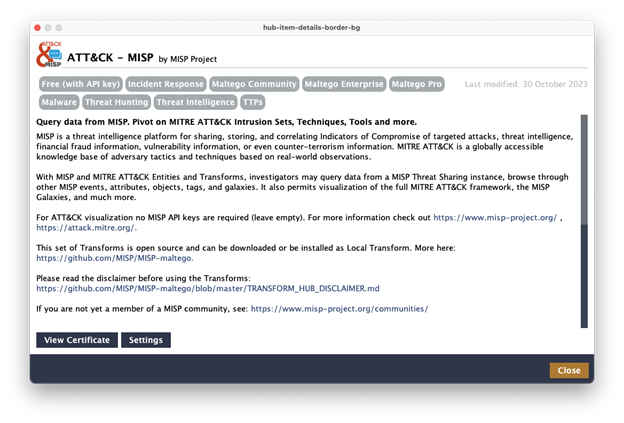 hub-item-details-border-bg
ATT&CK
&
MISP
ATT&CK - MISP by MISP Project
Free (with API key) Incident Response Maltego Community Maltego Enterprise Maltego Pro Last modified: 30 October 2023
Malware Threat Hunting Threat Intelligence TTPs
Query data from MISP. Pivot on MITRE ATT&CK Intrusion Sets, Techniques, Tools and more.
MISP is a threat intelligence platform for sharing, storing, and correlating Indicators of Compromise of targeted attacks, threat intelligence,
financial fraud information, vulnerability information, or even counter-terrorism information. MITRE ATT&CK is a globally accessible
knowledge base of adversary tactics and techniques based on real-world observations.
With MISP and MITRE ATT&CK Entities and Transforms, investigators may query data from a MISP Threat Sharing instance, browse through
other MISP events, attributes, objects, tags, and galaxies. It also permits visualization of the full MITRE ATT&CK framework, the MISP
Galaxies, and much more.
For ATT&CK visualization no MISP API keys are required (leave empty). For more information check out https://www.misp-project.org/ ,
https://attack.mitre.org/.
This set of Transforms is open source and can be downloaded or be installed as Local Transform. More here:
https://github.com/MISP/MISP-maltego.
Please read the disclaimer before using the Transforms:
https://github.com/MISP/MISP-maltego/blob/master/TRANSFORM_HUB_DISCLAIMER.md
If you are not yet a member of a MISP community, see: https://www.misp-project.org/communities/
View Certificate Settings
Close